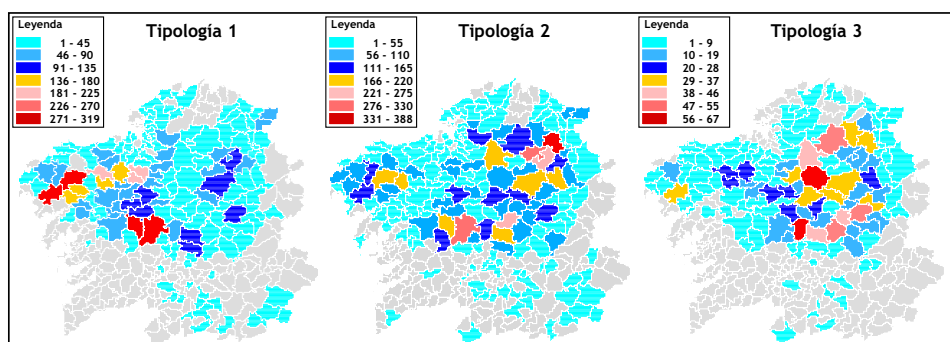 Leyenda
1 - 45
46 - 90
91 - 135
136 - 180
181 - 225
226 - 270
271 - 319
Tipología 1
Leyenda
1 - 55
56 - 110
111 - 165
166 - 220
221 - 275
276 - 330
331 - 388
Tipología 2
Leyenda
1 - 9
10 - 19
20 - 28
29 - 37
38 - 46
47 - 55
56 - 67
Tipología 3